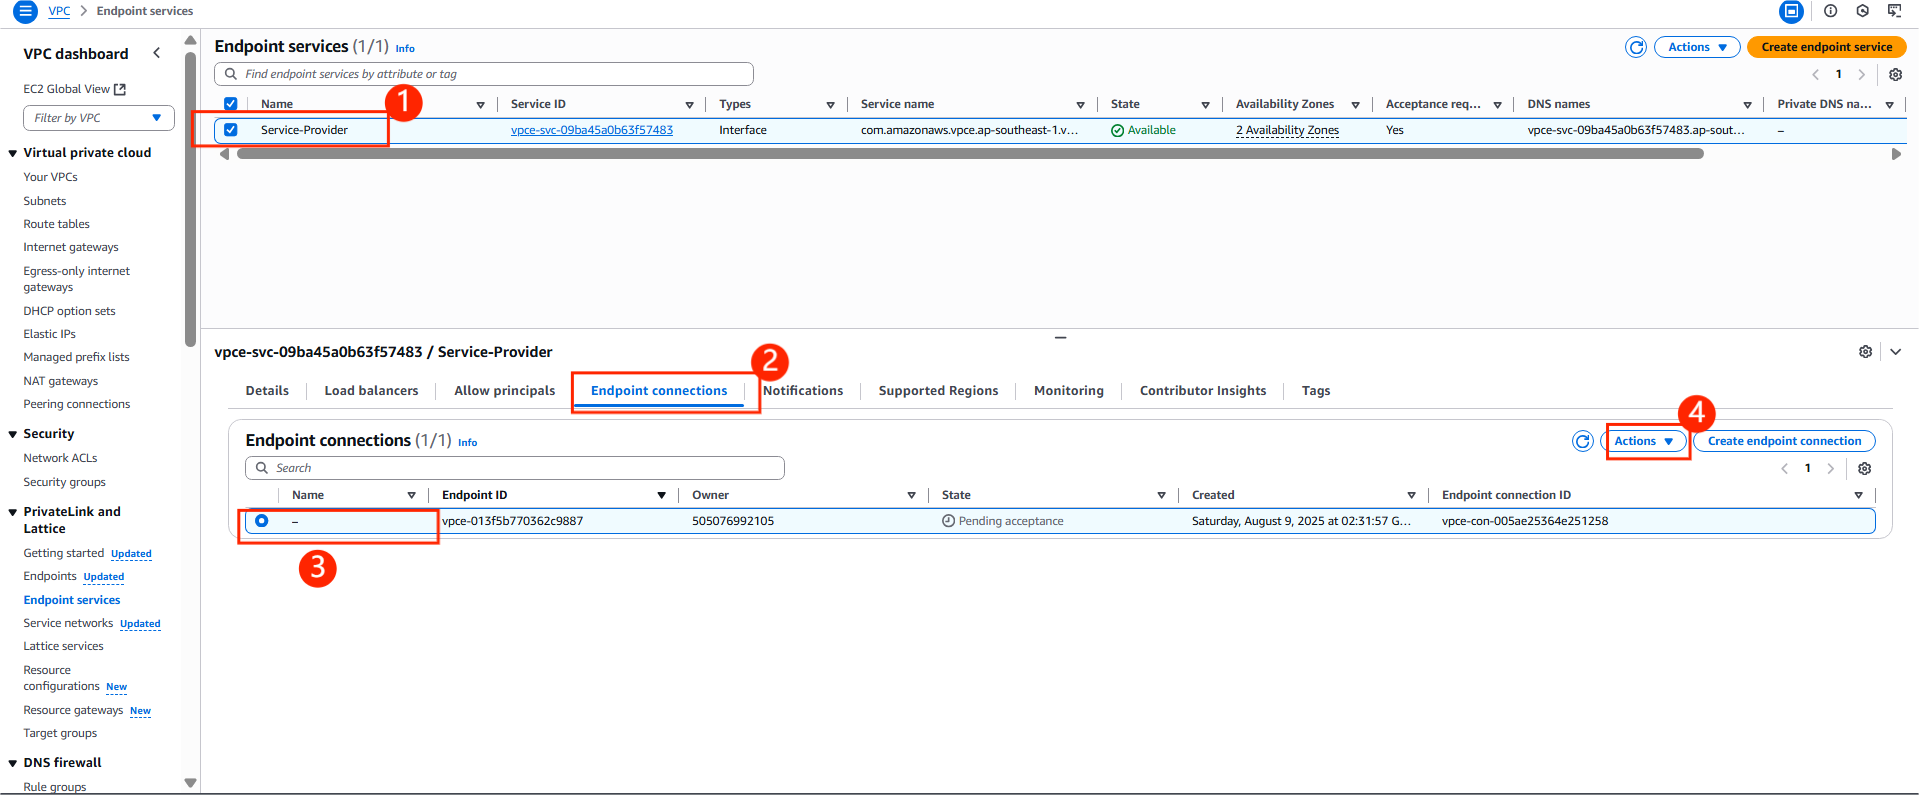 VPC > Endpoint services
VPC dashboard
EC2 Global View
Filter by VPC
Virtual private cloud
Your VPCs
Subnets
Route tables
Internet gateways
Egress-only internet
gateways
DHCP option sets
Elastic IPs
Managed prefix lists
NAT gateways
Peering connections
Security
Network ACLs
Security groups
PrivateLink and
Lattice
Getting started Updated
Endpoints Updated
Endpoint services
Service networks Updated
Lattice services
Resource
configurations New
Resource gateways New
Target groups
DNS firewall
Rule groups
Endpoint services (1/1) Info
Actions
Create endpoint service
Find endpoint services by attribute or tag
1
Name Service ID Types Service name State Availability Zones Acceptance req... DNS names Private DNS na...
1
Service-Provider vpce-svc-09ba45a0b63f57483 Interface com.amazonaws.vpce.ap-southeast-1.v... Available 2 Availability Zones Yes vpce-svc-09ba45a0b63f57483.ap-sout... –
vpce-svc-09ba45a0b63f57483 / Service-Provider
2
Details Load balancers Allow principals Endpoint connections Notifications Supported Regions Monitoring Contributor Insights Tags
4
Endpoint connections (1/1) Info
Actions
Create endpoint connection
Search
1
Name Endpoint ID Owner State Created Endpoint connection ID
– vpce-013f5b770362c9887 505076992105 Pending acceptance Saturday, August 9, 2025 at 02:31:57 G... vpce-con-005ae25364e251258
3